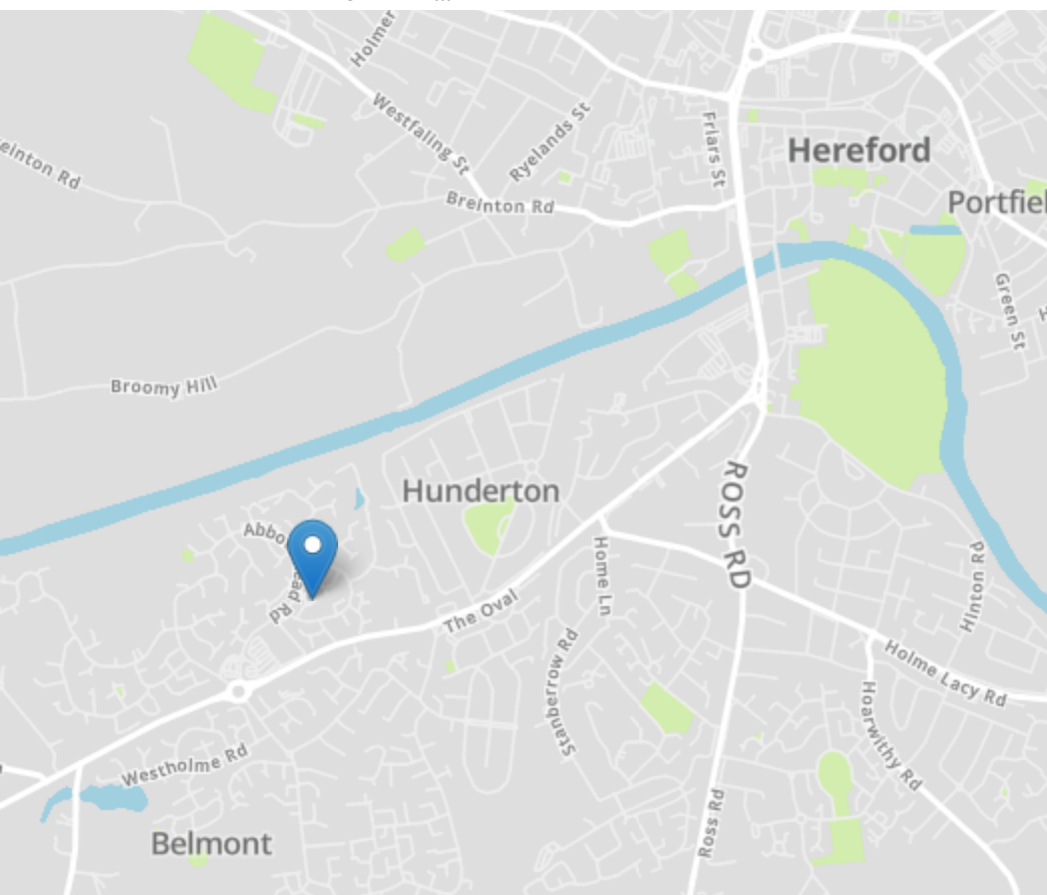 Holmer
Westfaling St
Ryelands St
Friars St
Hereford
einton Rd
Breinton Rd
Portfiel
Green St
H
Broomy Hill
Hunderton
ROSS RD
Abbo
ead Rd
Home Ln
Hinton Rd
The Oval
Stanberrow Rd
Holme Lacy Rd
Hoarwithy Rd
Westholme Rd
Ross Rd
Belmont